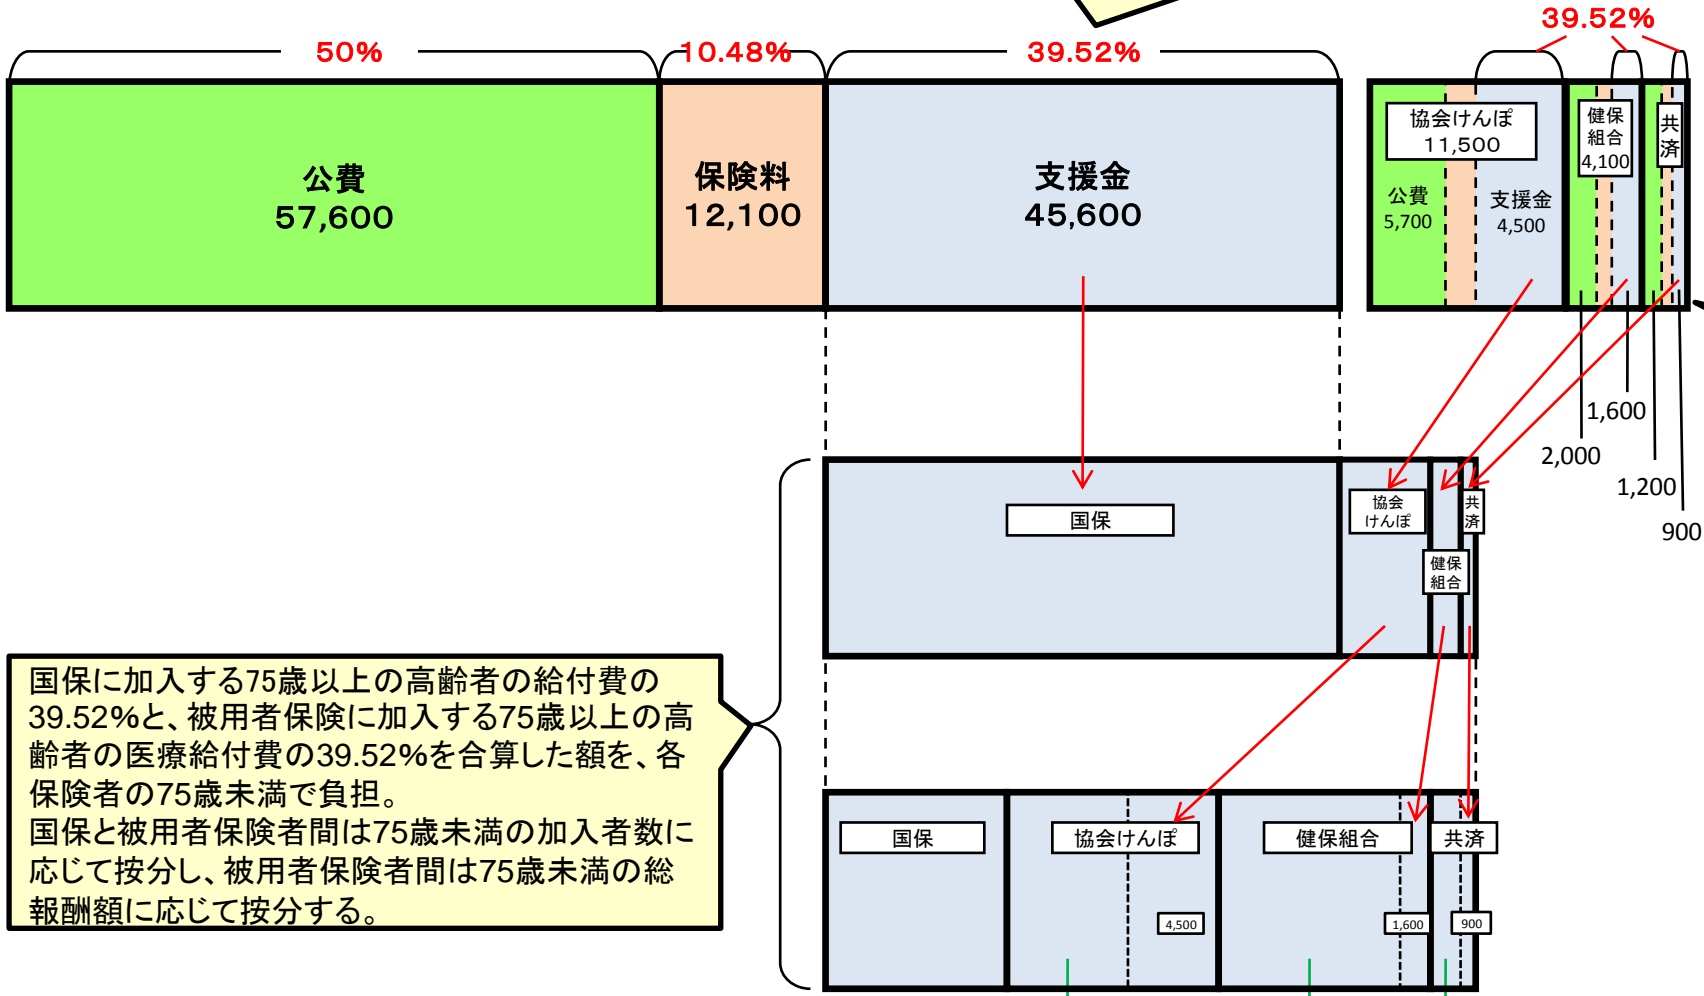 50%
10.48%
39.52%
39.52%
公費
57,600
保険料
12,100
支援金
45,600
協会けんぽ
11,500
公費
5,700
支援金
4,500
健保
組合
4,100
共
済
1,600
2,000
1,200
900
国保
協会
けんぽ
健保
組合
共
済
国保に加入する75歳以上の高齢者の給付費の
39.52%と、被用者保険に加入する75歳以上の高
齢者の医療給付費の39.52%を合算した額を、各
保険者の75歳未満で負担。
国保と被用者保険者間は75歳未満の加入者数に
応じて按分し、被用者保険者間は75歳未満の総
報酬額に応じて按分する。
国保
協会けんぽ
健保組合
共済
4,500
1,600
900